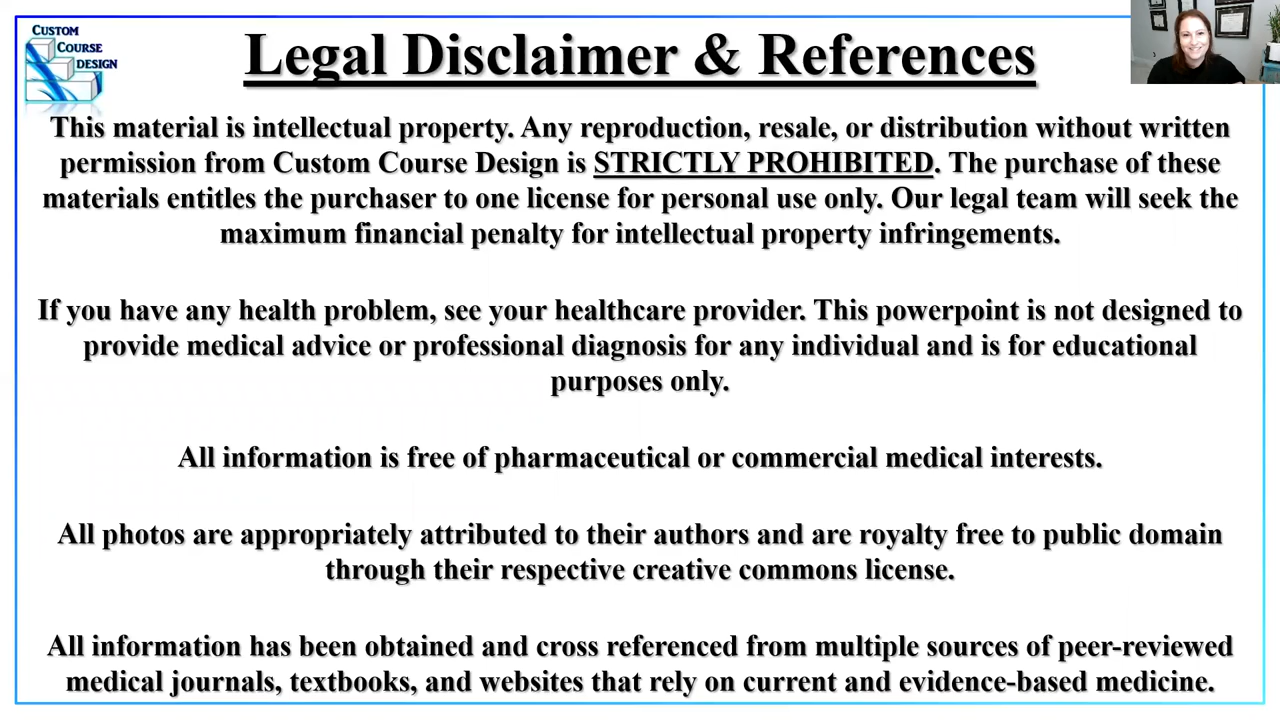 CUSTOM
COURSE
DESIGN
Legal Disclaimer & References
This material is intellectual property. Any reproduction, resale, or distribution without written
permission from Custom Course Design is STRICTLY PROHIBITED. The purchase of these
materials entitles the purchaser to one license for personal use only. Our legal team will seek the
maximum financial penalty for intellectual property infringements.
If you have any health problem, see your healthcare provider. This powerpoint is not designed to
provide medical advice or professional diagnosis for any individual and is for educational
purposes only.
All information is free of pharmaceutical or commercial medical interests.
All photos are appropriately attributed to their authors and are royalty free to public domain
through their respective creative commons license.
All information has been obtained and cross referenced from multiple sources of peer-reviewed
medical journals, textbooks, and websites that rely on current and evidence-based medicine.